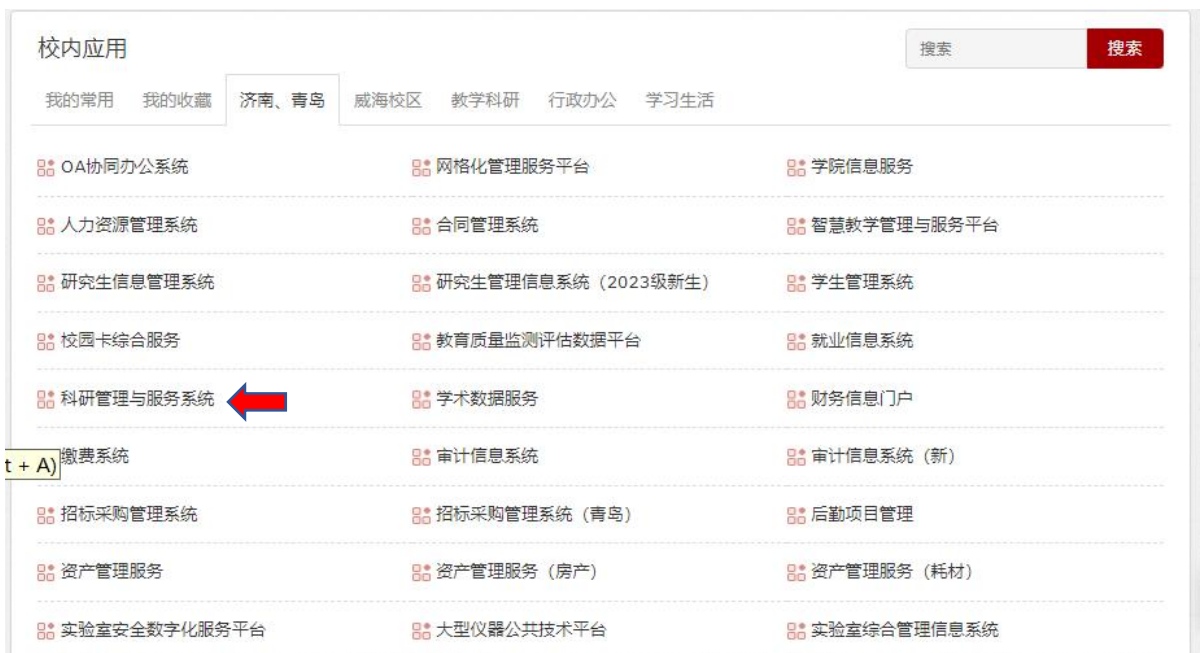 校内应用
搜索 搜索
我的常用 我的收藏 济南、青岛 威海校区 教学科研 行政办公 学习生活
OA协同办公系统 网格化管理服务平台 学院信息服务
人力资源管理系统 合同管理系统 智慧教学管理与服务平台
研究生信息管理系统 研究生管理信息系统（2023级新生） 学生管理系统
校园卡综合服务 教育质量监测评估数据平台 就业信息系统
科研管理与服务系统 学术数据服务 财务信息门户
缴费系统 审计信息系统 审计信息系统（新）
t + A)
招标采购管理系统 招标采购管理系统（青岛） 后勤项目管理
资产管理服务 资产管理服务（房产） 资产管理服务（耗材）
实验室安全数字化服务平台 大型仪器公共技术平台 实验室综合管理信息系统